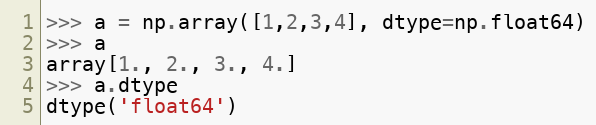 1 >>> a = np.array([1,2,3,4], dtype=np.float64)
2 >>> a
3 array[1., 2., 3., 4.]
4 >>> a.dtype
5 dtype('float64')